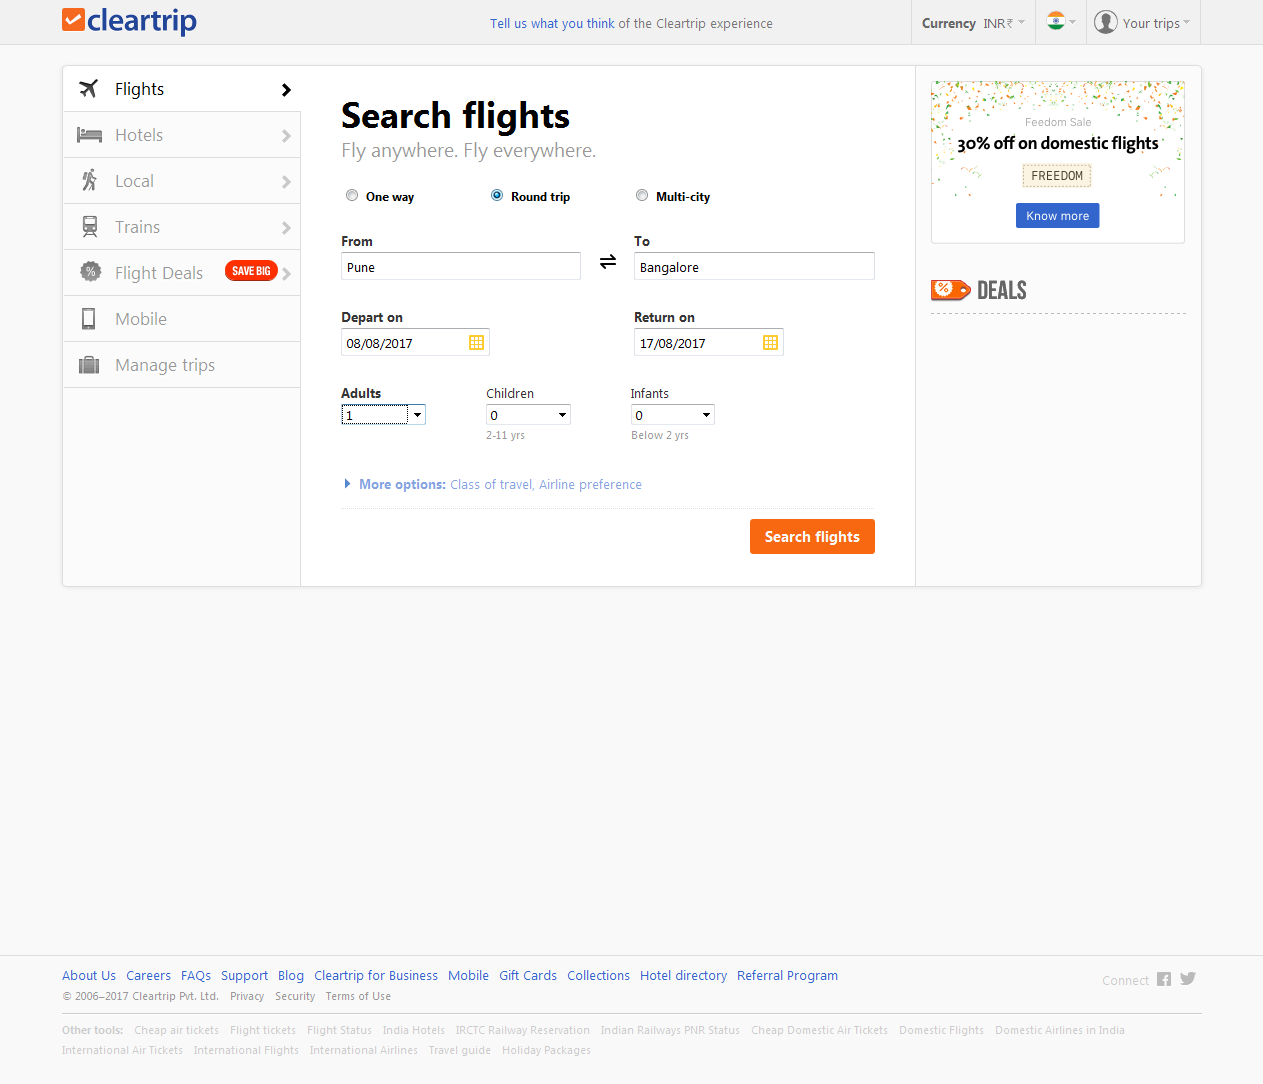 cleartrip
Tell us what you think of the Cleartrip experience
Currency INR₹
Your trips
Flights
Hotels
Local
Trains
Flight Deals SAVE BIG
Mobile
Manage trips
Search flights
Fly anywhere. Fly everywhere.
One way Round trip Multi-city
From To
Pune Bangalore
Depart on Return on
08/08/2017 17/08/2017
Adults Children Infants
1 0 0
2-11 yrs Below 2 yrs
More options: Class of travel, Airline preference
Search flights
Feedom Sale
30% off on domestic flights
FREEDOM
Know more
% DEALS
About Us Careers FAQs Support Blog Cleartrip for Business Mobile Gift Cards Collections Hotel directory Referral Program
© 2006–2017 Cleartrip Pvt. Ltd. Privacy Security Terms of Use
Connect
Other tools: Cheap air tickets Flight tickets Flight Status India Hotels IRCTC Railway Reservation Indian Railways PNR Status Cheap Domestic Air Tickets Domestic Flights Domestic Airlines in India
International Air Tickets International Flights International Airlines Travel guide Holiday Packages